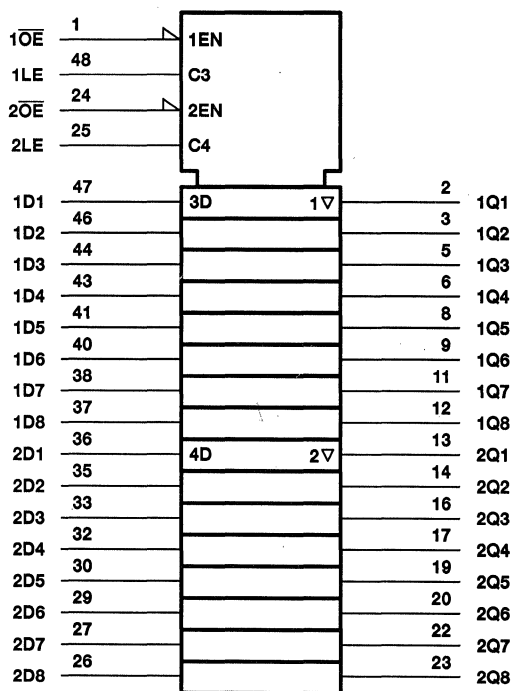 1O̅E̅ 1 1EN
1LE 48 C3
2O̅E̅ 24 2EN
2LE 25 C4
1D1 47 3D 1▽ 2 1Q1
1D2 46 3 1Q2
1D3 44 5 1Q3
1D4 43 6 1Q4
1D5 41 8 1Q5
1D6 40 9 1Q6
1D7 38 11 1Q7
1D8 37 12 1Q8
2D1 36 4D 2▽ 13 2Q1
2D2 35 14 2Q2
2D3 33 16 2Q3
2D4 32 17 2Q4
2D5 30 19 2Q5
2D6 29 20 2Q6
2D7 27 22 2Q7
2D8 26 23 2Q8